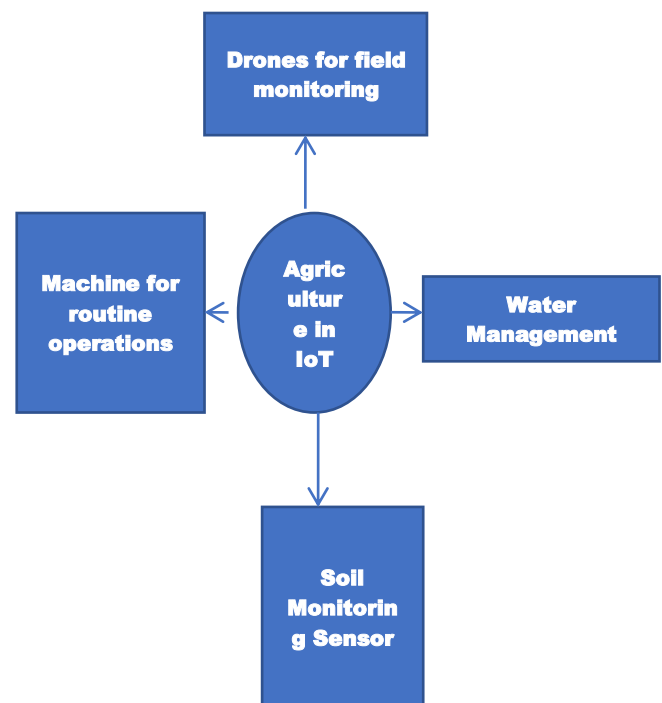 Drones for field
monitoring
Machine for
routine
operations
Agric
ultur
e in
IoT
Water
Management
Soil
Monitorin
g Sensor